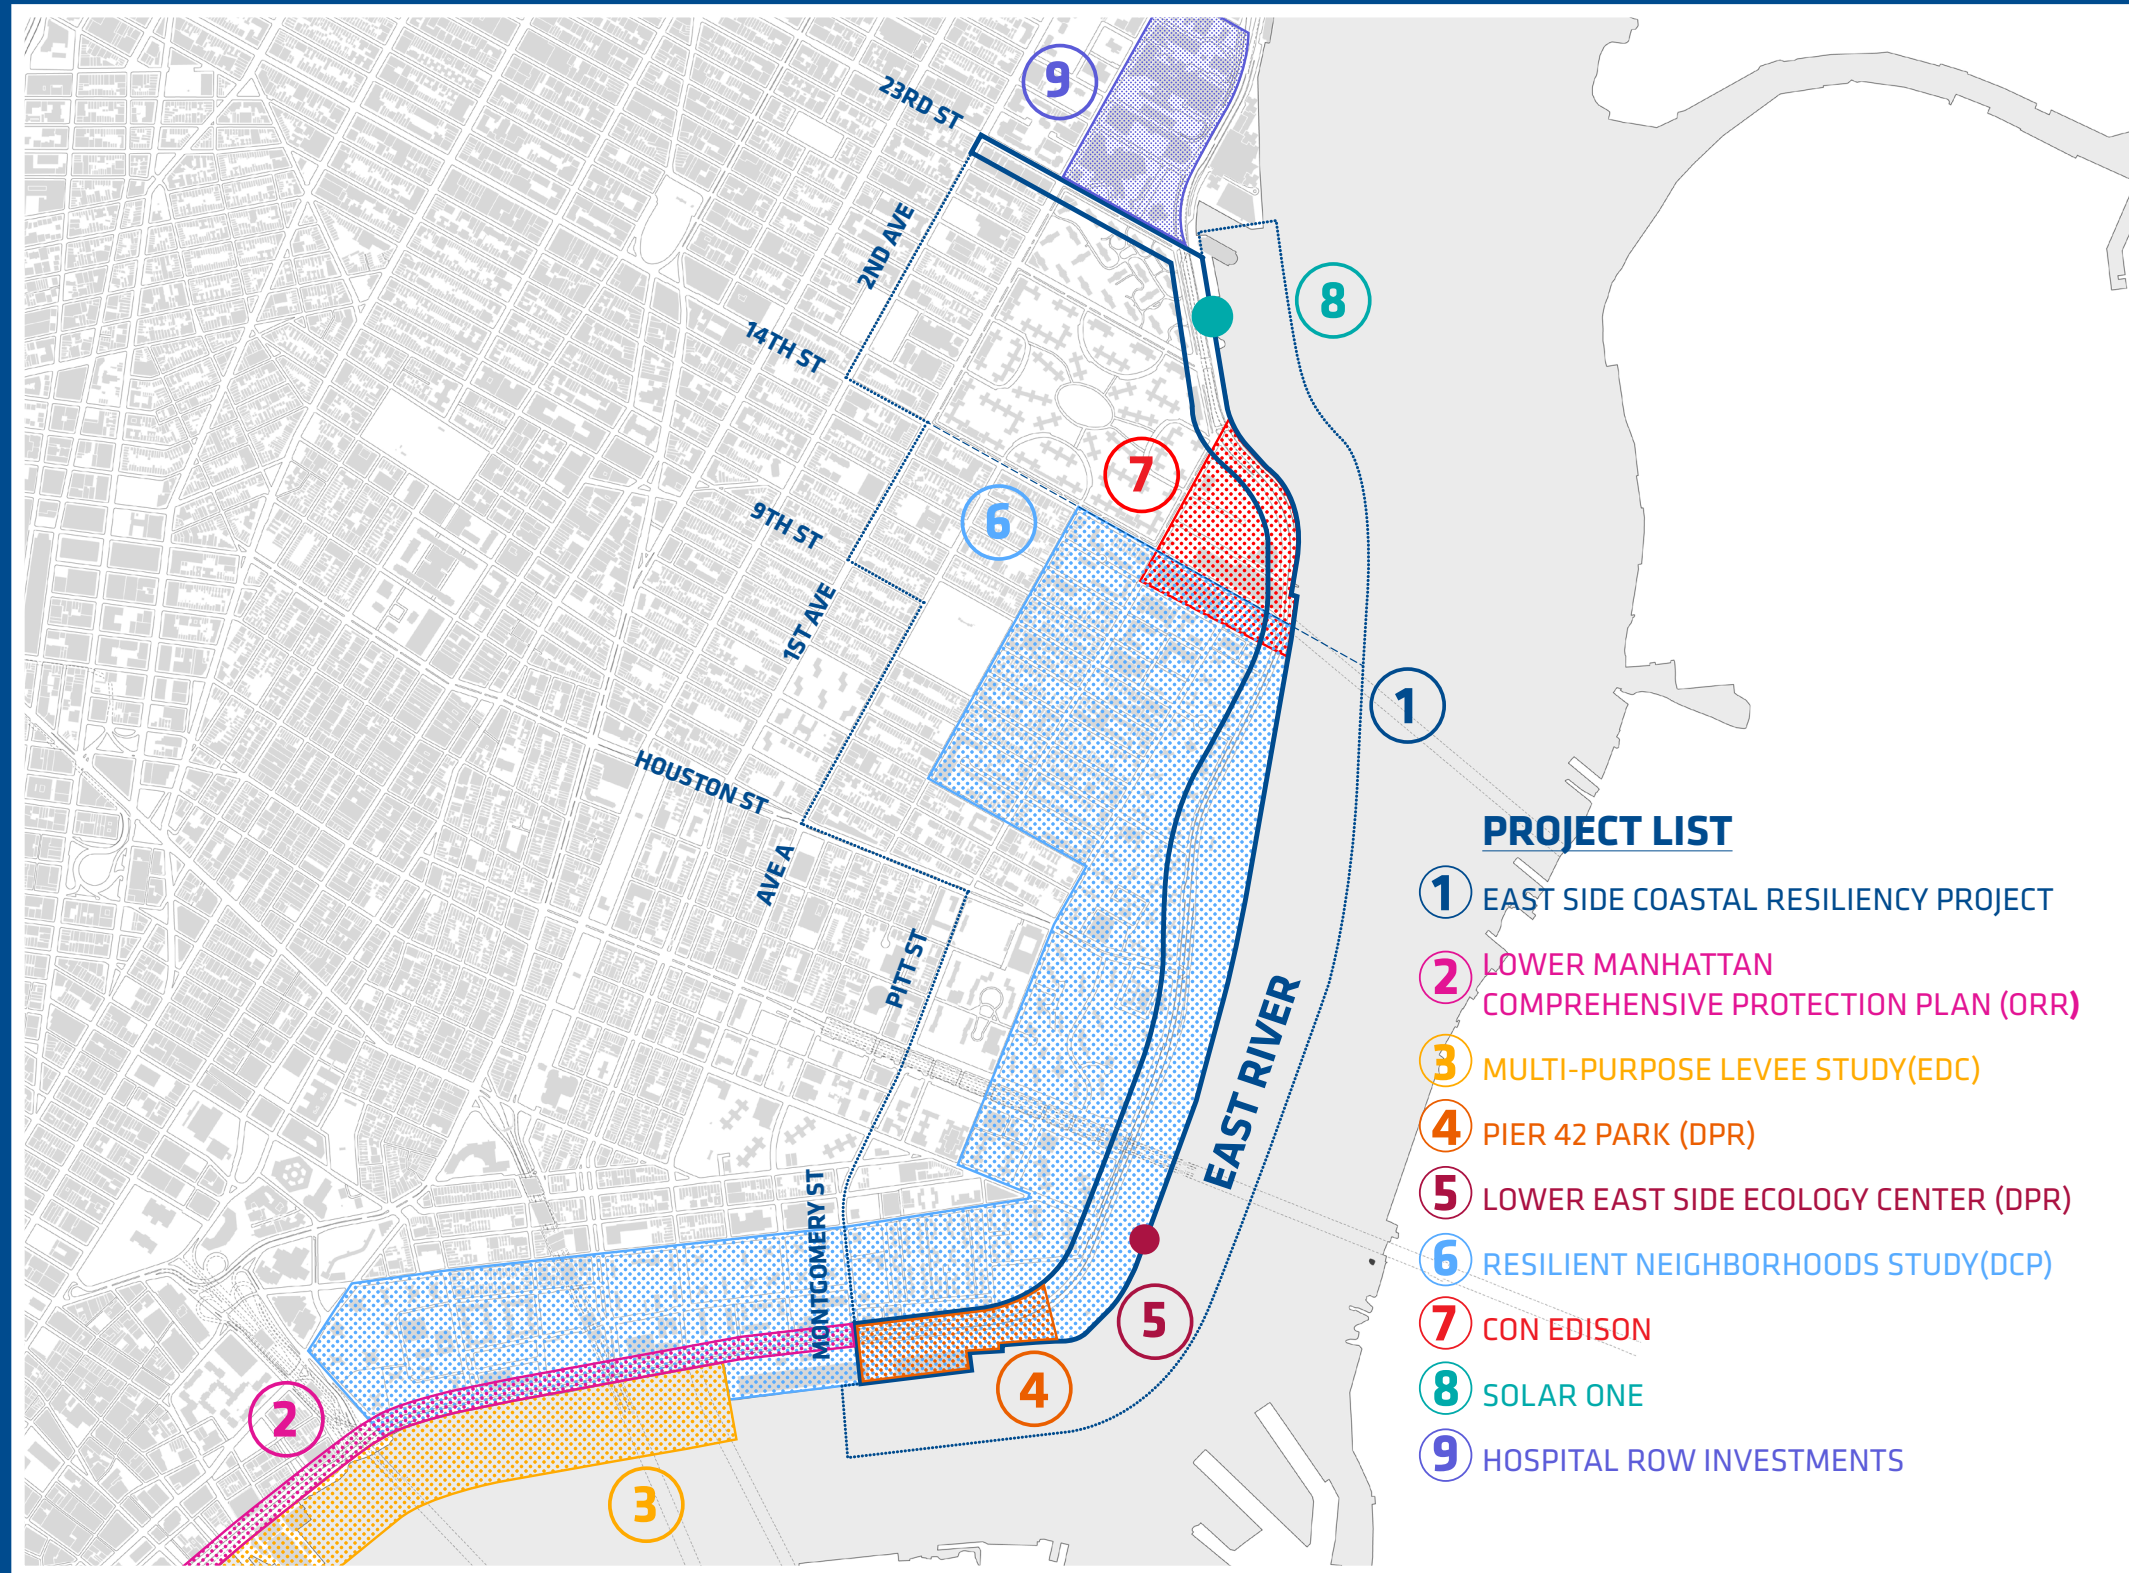 9
23RD ST
2ND AVE
8
14TH ST
7
6
9TH ST
1ST AVE
1
HOUSTON ST
AVE A
PITT ST
EAST RIVER
MONTGOMERY ST
5
4
2
3
PROJECT LIST
1 EAST SIDE COASTAL RESILIENCY PROJECT
2 LOWER MANHATTAN
COMPREHENSIVE PROTECTION PLAN (ORR)
3 MULTI-PURPOSE LEVEE STUDY(EDC)
4 PIER 42 PARK (DPR)
5 LOWER EAST SIDE ECOLOGY CENTER (DPR)
6 RESILIENT NEIGHBORHOODS STUDY(DCP)
7 CON EDISON
8 SOLAR ONE
9 HOSPITAL ROW INVESTMENTS